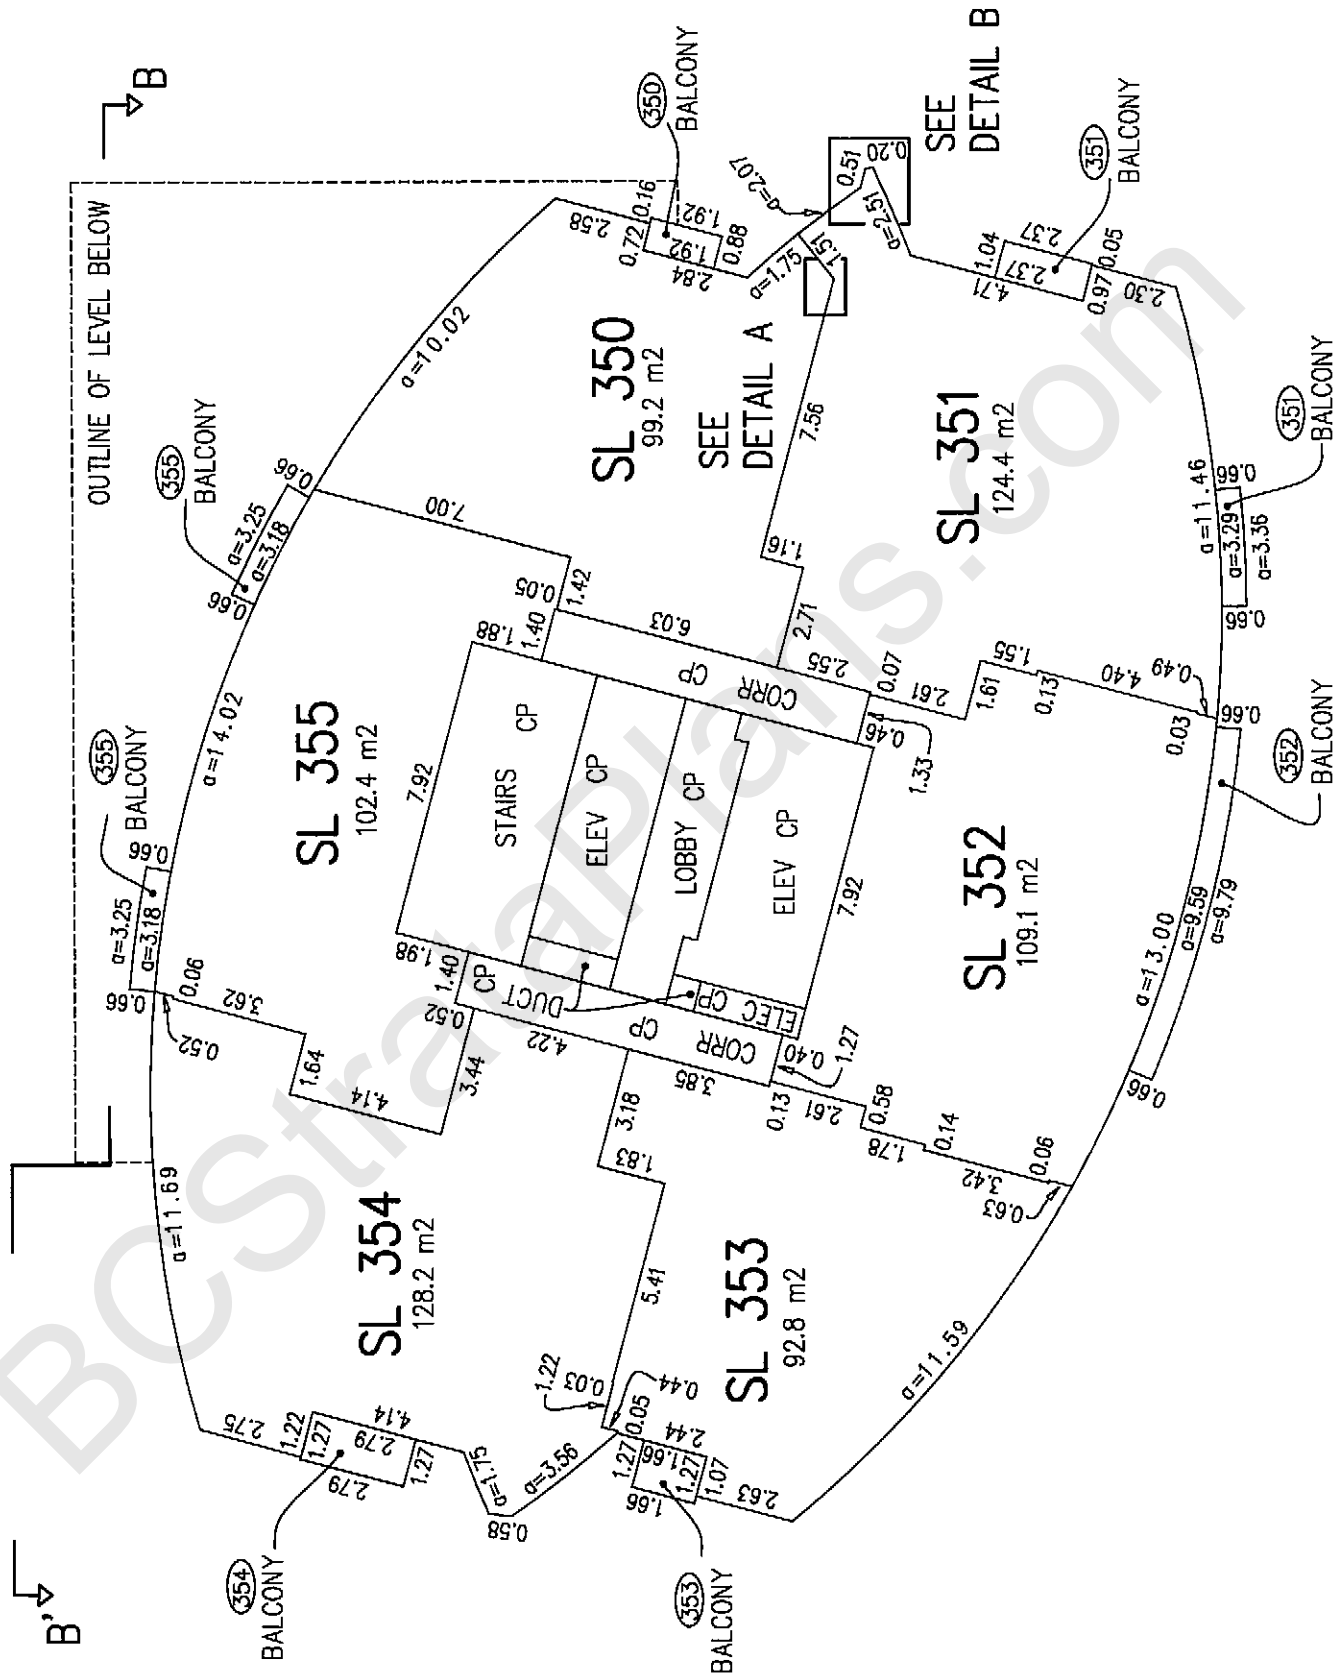 B
OUTLINE OF LEVEL BELOW
B'
350
BALCONY
SEE
DETAIL B
351
BALCONY
351
BALCONY
352
BALCONY
353
BALCONY
354
BALCONY
355
BALCONY
355
BALCONY
SL 350
99.2 m2
SEE
DETAIL A
SL 351
124.4 m2
SL 352
109.1 m2
SL 353
92.8 m2
SL 354
128.2 m2
SL 355
102.4 m2
STAIRS CP
ELEV CP
LOBBY CP
ELEV CP
ELEC CP
DUCT
CP
CORR CP
CORR CP
a=10.02
2.58
0.16
0.72
1.92
1.92
0.88
2.84
a=1.75
1.51
a=2.07
0.51
0.20
a=2.51
1.04
2.37
2.37
4.71
0.97
0.05
2.30
7.56
1.16
2.71
7.00
1.42
0.05
1.40
1.88
6.03
2.55
0.07
2.61
1.61
1.55
0.13
4.40
0.49
0.03
0.46
1.33
a=11.46
0.66
a=3.29
a=3.36
0.66
0.66
a=13.00
a=9.59
a=9.79
0.66
7.92
7.92
0.40
1.27
0.13
2.61
0.58
1.78
0.14
3.42
0.06
0.63
a=11.59
2.63
1.07
1.27
1.66
1.66
1.27
2.44
0.05
0.44
0.03
1.22
5.41
1.83
3.18
3.85
4.22
0.52
1.40
1.98
3.44
4.14
1.64
3.62
0.06
0.52
a=11.69
2.75
1.22
1.27
2.79
2.79
1.27
4.14
a=1.75
0.58
a=3.56
0.66
a=3.25
a=3.18
0.66
a=14.02
0.66
a=3.25
a=3.18
0.66
BCStrataPlans.com